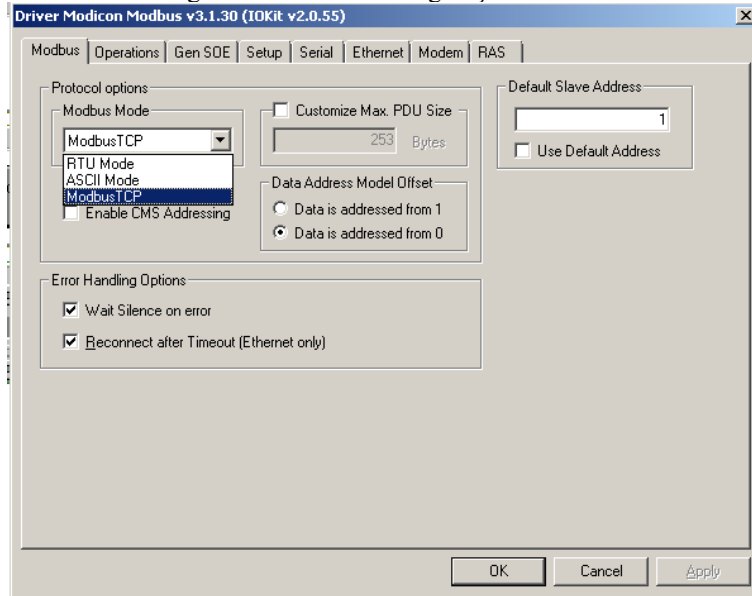 Driver Modicon Modbus v3.1.30 (IOKit v2.0.55)
Modbus Operations Gen SOE Setup Serial Ethernet Modem RAS
Protocol options
Modbus Mode
ModbusTCP
RTU Mode
ASCII Mode
ModbusTCP
Enable CMS Addressing
Customize Max. PDU Size
253 Bytes
Data Address Model Offset
Data is addressed from 1
Data is addressed from 0
Default Slave Address
1
Use Default Address
Error Handling Options
Wait Silence on error
Reconnect after Timeout (Ethernet only)
OK Cancel Apply